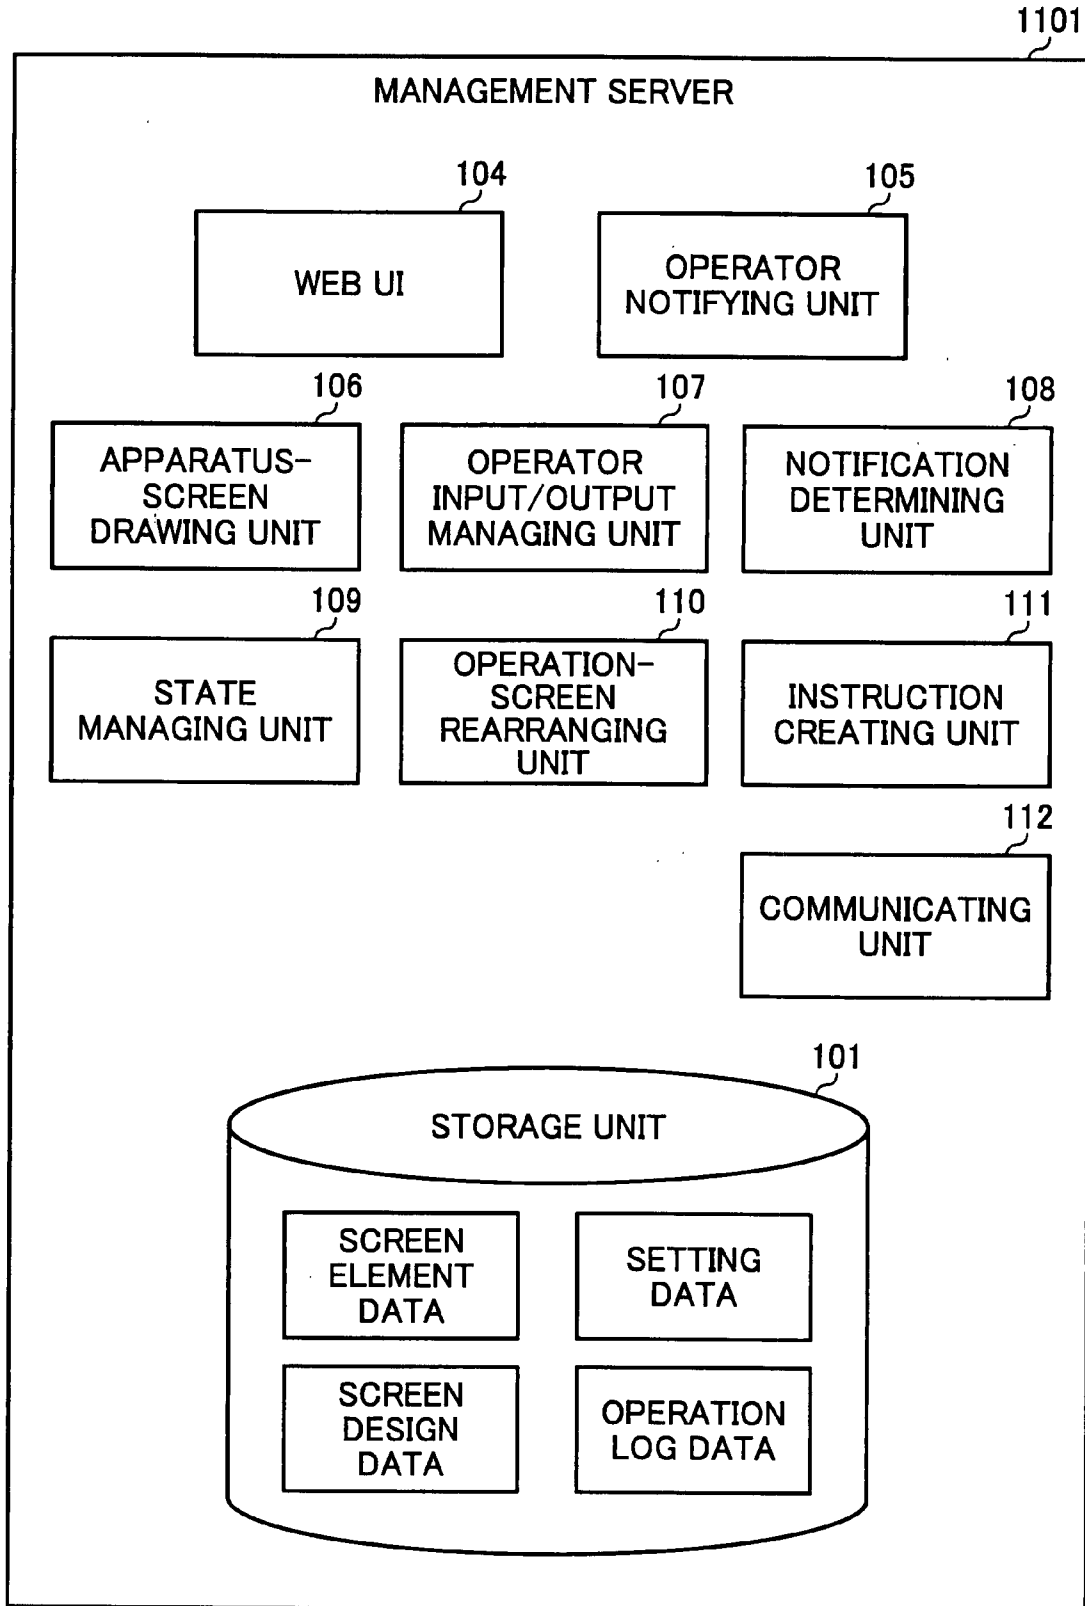 1101
MANAGEMENT SERVER
104
105
WEB UI
OPERATOR
NOTIFYING UNIT
106
107
108
APPARATUS-
SCREEN
DRAWING UNIT
OPERATOR
INPUT/OUTPUT
MANAGING UNIT
NOTIFICATION
DETERMINING
UNIT
109
110
111
STATE
MANAGING UNIT
OPERATION-
SCREEN
REARRANGING
UNIT
INSTRUCTION
CREATING UNIT
112
COMMUNICATING
UNIT
101
STORAGE UNIT
SCREEN
ELEMENT
DATA
SETTING
DATA
SCREEN
DESIGN
DATA
OPERATION
LOG DATA